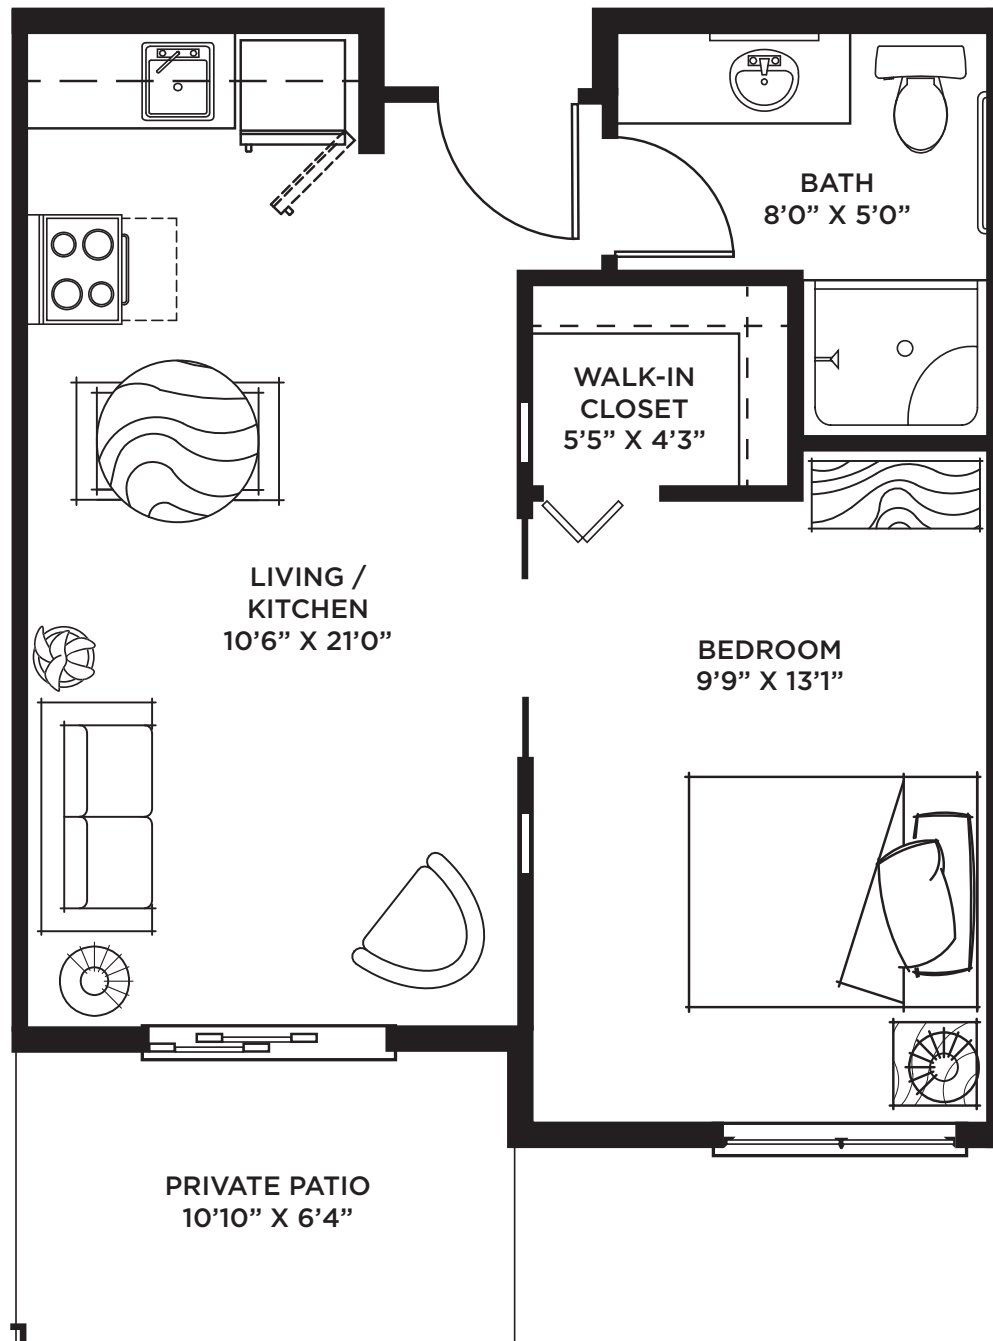 BATH
8’0” X 5’0”
WALK-IN
CLOSET
5’5” X 4’3”
LIVING /
KITCHEN
10’6” X 21’0”
BEDROOM
9’9” X 13’1”
PRIVATE PATIO
10’10” X 6’4”